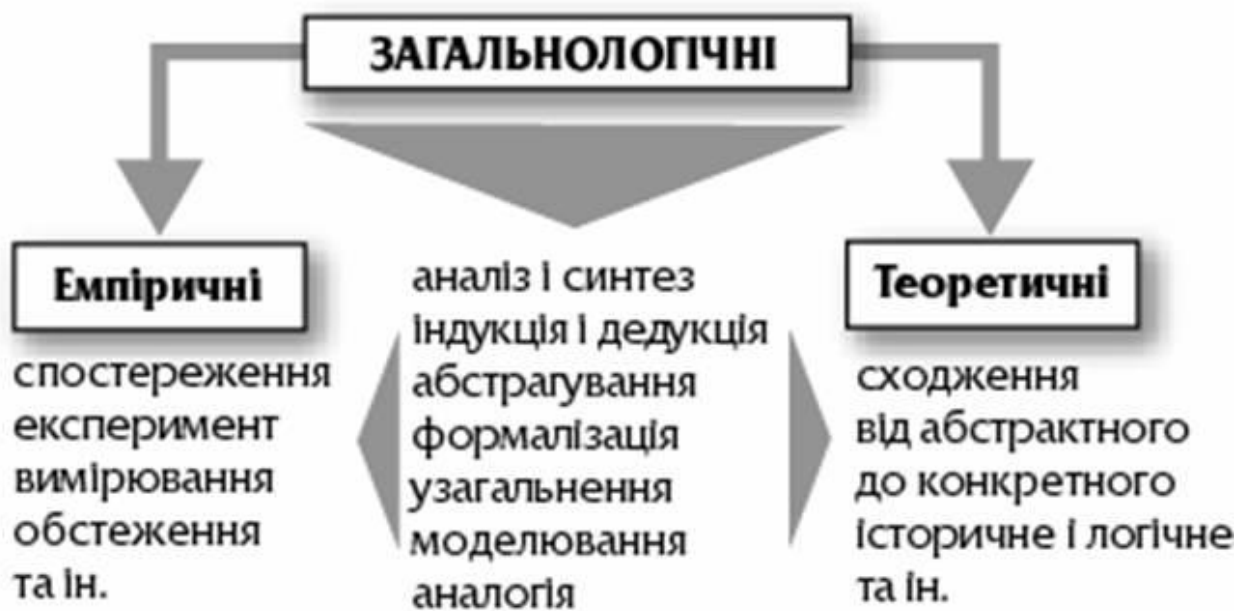 ЗАГАЛЬНОЛОГІЧНІ
Емпіричні
спостереження
експеримент
вимірювання
обстеження
та ін.
аналіз і синтез
індукція і дедукція
абстрагування
формалізація
узагальнення
моделювання
аналогія
Теоретичні
сходження
від абстрактного
до конкретного
історичне і логічне
та ін.